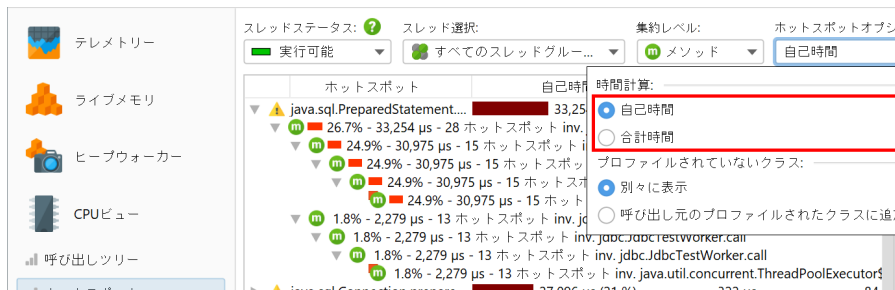 テレメトリー
ライブメモリ
ヒープウォーカー
CPUビュー
呼び出しツリー
スレッドステータス: ?
実行可能
スレッド選択:
すべてのスレッドグルー...
集約レベル:
メソッド
ホットスポットオプシ
自己時間
ホットスポット 自己時
java.sql.PreparedStatement.... 33,25
26.7% - 33,254 µs - 28 ホットスポット inv.
24.9% - 30,975 µs - 15 ホットスポット i
24.9% - 30,975 µs - 15 ホットスポッ
24.9% - 30,975 µs - 15 ホットスポ
24.9% - 30,975 µs - 15 ホット
1.8% - 2,279 µs - 13 ホットスポット inv. jd
1.8% - 2,279 µs - 13 ホットスポット inv. jdbc.JdbcTestWorker.call
1.8% - 2,279 µs - 13 ホットスポット inv. jdbc.JdbcTestWorker.call
1.8% - 2,279 µs - 13 ホットスポット inv. java.util.concurrent.ThreadPoolExecutor$
時間計算:
自己時間
合計時間
プロファイルされていないクラス:
別々に表示
呼び出し元のプロファイルされたクラスに追